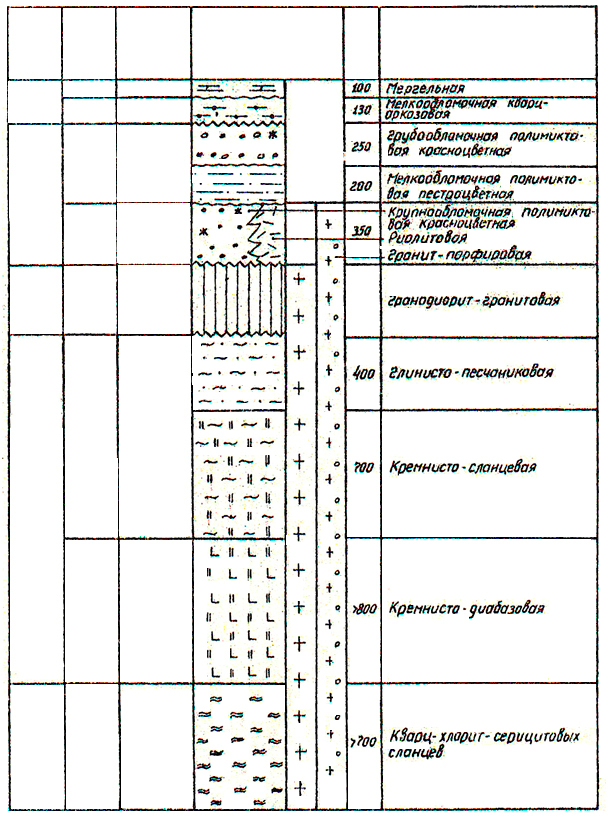 100 Мергельная
130 Мелкообломочная кварц-
аркозовая
250 Грубообломочная полимикто-
вая красноцветная
200 Мелкообломочная полимикто-
вая пестроцветная
350 Крупнообломочная полимикто-
вая красноцветная
Риолитовая
Гранит-порфировая
Гранодиорит-гранитовая
400 Глинисто-песчаниковая
700 Кремнисто-сланцевая
>800 Кремнисто-диабазовая
>700 Кварц-хлорит-серицитовых
сланцев